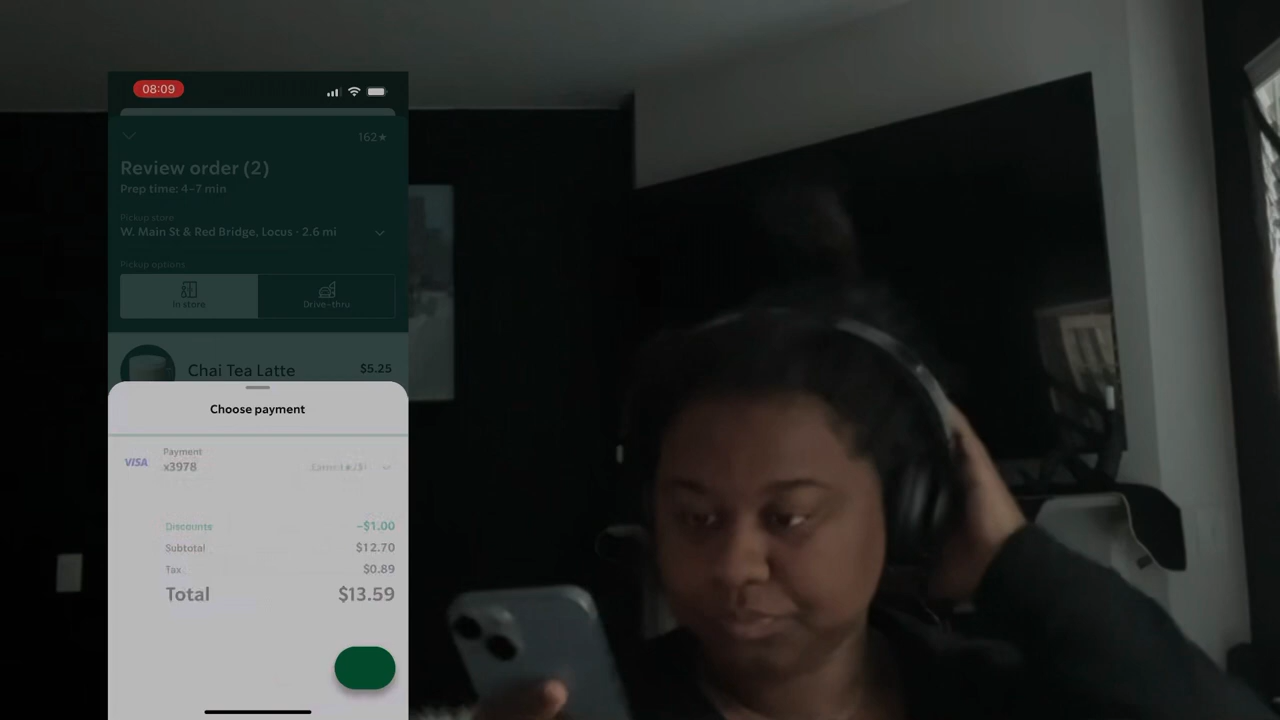 08:09
162★
Review order (2)
Prep time: 4–7 min
Pickup store
W. Main St & Red Bridge, Locus - 2.6 mi
Pickup options
In store
Drive-thru
Chai Tea Latte
$5.25
Choose payment
VISA
Payment
x3978
Discounts
-$1.00
Subtotal
$12.70
Tax
$0.89
Total
$13.59